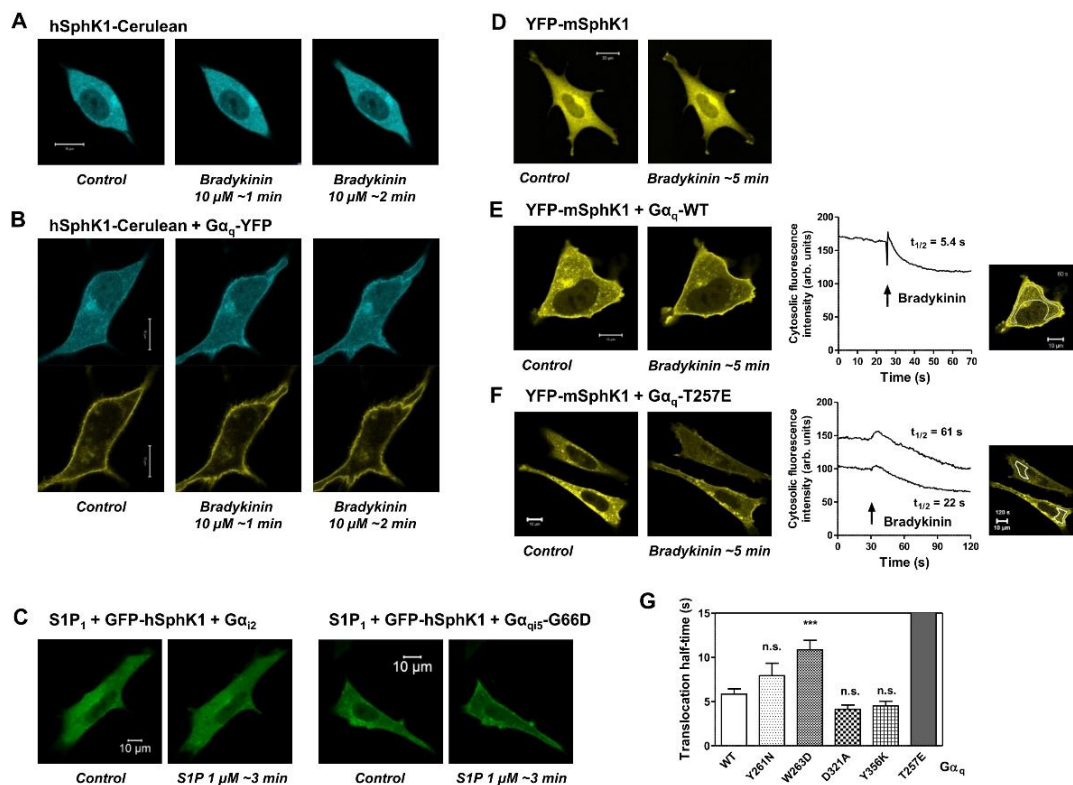 A
hSphK1-Cerulean
Control
Bradykinin
10 µM ~1 min
Bradykinin
10 µM ~2 min
B
hSphK1-Cerulean + Gαq-YFP
Control
Bradykinin
10 µM ~1 min
Bradykinin
10 µM ~2 min
C
S1P1 + GFP-hSphK1 + Gαi2
10 µm
Control
S1P 1 µM ~3 min
S1P1 + GFP-hSphK1 + Gαqi5-G66D
10 µm
Control
S1P 1 µM ~3 min
D
YFP-mSphK1
Control
Bradykinin ~5 min
E
YFP-mSphK1 + Gαq-WT
Control
Bradykinin ~5 min
Cytosolic fluorescence
intensity (arb. units)
200
150
100
50
0
t1/2 = 5.4 s
Bradykinin
0 10 20 30 40 50 60 70
Time (s)
60 s
10 µm
F
YFP-mSphK1 + Gαq-T257E
10 µm
Control
Bradykinin ~5 min
Cytosolic fluorescence
intensity (arb. units)
200
150
100
50
0
t1/2 = 61 s
t1/2 = 22 s
Bradykinin
0 30 60 90 120
Time (s)
120 s
10 µm
G
Translocation half-time (s)
15
10
5
0
n.s.
***
n.s.
n.s.
WT
Y261N
W263D
D321A
Y356K
T257E
Gαq